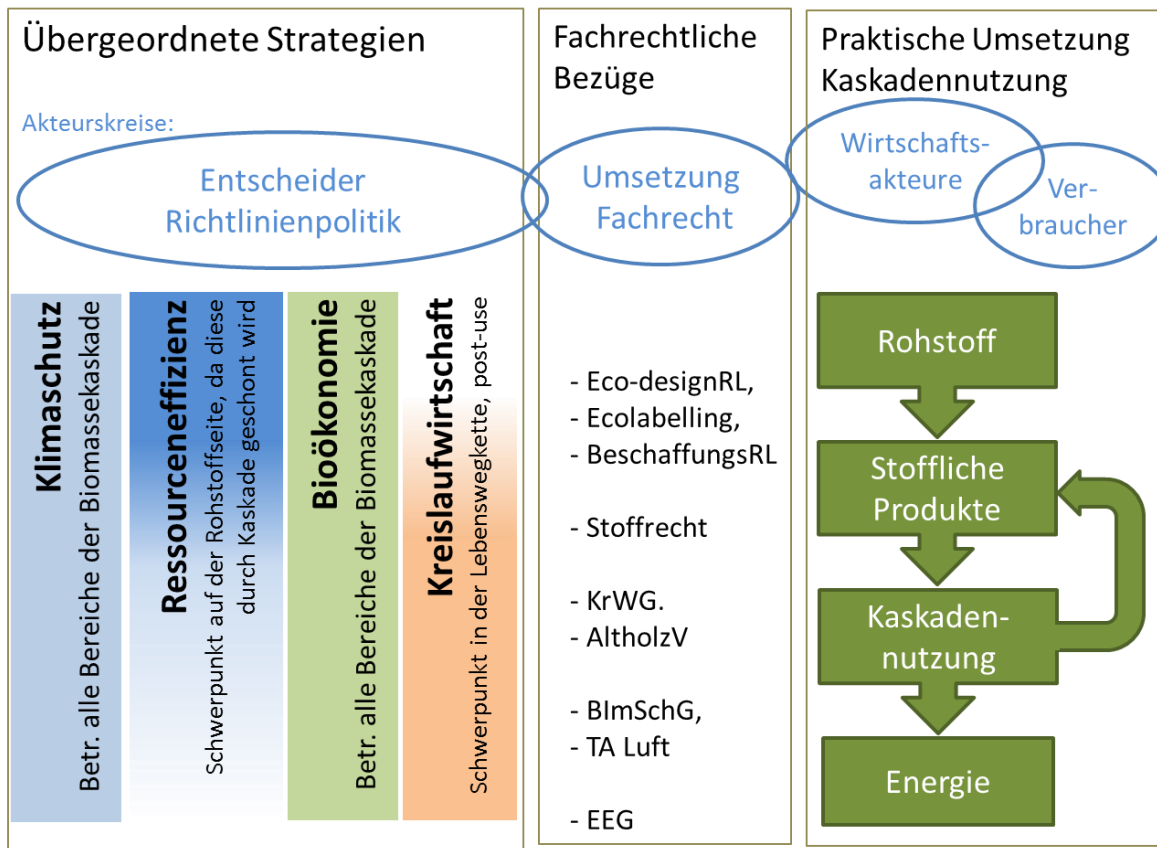 Übergeordnete Strategien
Akteurskreise:
Entscheider
Richtlinienpolitik
Klimaschutz
Betr. alle Bereiche der Biomassekaskade
Ressourceneffizienz
Schwerpunkt auf der Rohstoffseite, da diese
durch Kaskade geschont wird
Bioökonomie
Betr. alle Bereiche der Biomassekaskade
Kreislaufwirtschaft
Schwerpunkt in der Lebenswegkette, post-use
Fachrechtliche
Bezüge
Umsetzung
Fachrecht
- Eco-designRL,
- Ecolabelling,
- BeschaffungsRL
- Stoffrecht
- KrWG.
- AltholzV
- BImSchG,
- TA Luft
- EEG
Praktische Umsetzung
Kaskadennutzung
Wirtschafts-
akteure
Ver-
braucher
Rohstoff
Stoffliche
Produkte
Kaskaden-
nutzung
Energie